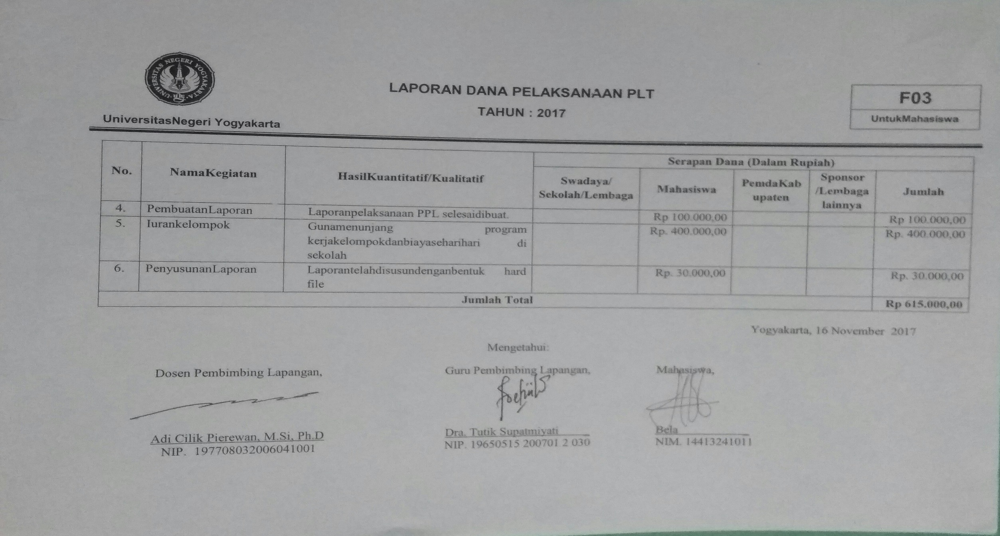 UNIVERSITAS NEGERI YOGYAKARTA
UNY
UniversitasNegeri Yogyakarta
LAPORAN DANA PELAKSANAAN PLT
TAHUN : 2017
F03
UntukMahasiswa
No. NamaKegiatan HasilKuantitatif/Kualitatif Serapan Dana (Dalam Rupiah)
Swadaya/ Sekolah/Lembaga Mahasiswa PemdaKab upaten Sponsor /Lembaga lainnya Jumlah
4. PembuatanLaporan Laporanpelaksanaan PPL selesaidibuat. Rp 100.000,00 Rp 100.000,00
5. Iurankelompok Gunamenunjang program Rp. 400.000,00 Rp. 400.000,00
kerjakelompokdanbiayaseharihari di
sekolah
6. PenyusunanLaporan Laporantelahdisusundenganbentuk hard Rp. 30.000,00 Rp. 30.000,00
file
Jumlah Total Rp 615.000,00
Yogyakarta, 16 November 2017
Mengetahui:
Dosen Pembimbing Lapangan, Guru Pembimbing Lapangan, Mahasiswa,
Adi Cilik Pierewan, M.Si, Ph.D Dra. Tutik Supatmiyati Bela
NIP. 197708032006041001 NIP. 19650515 200701 2 030 NIM. 14413241011